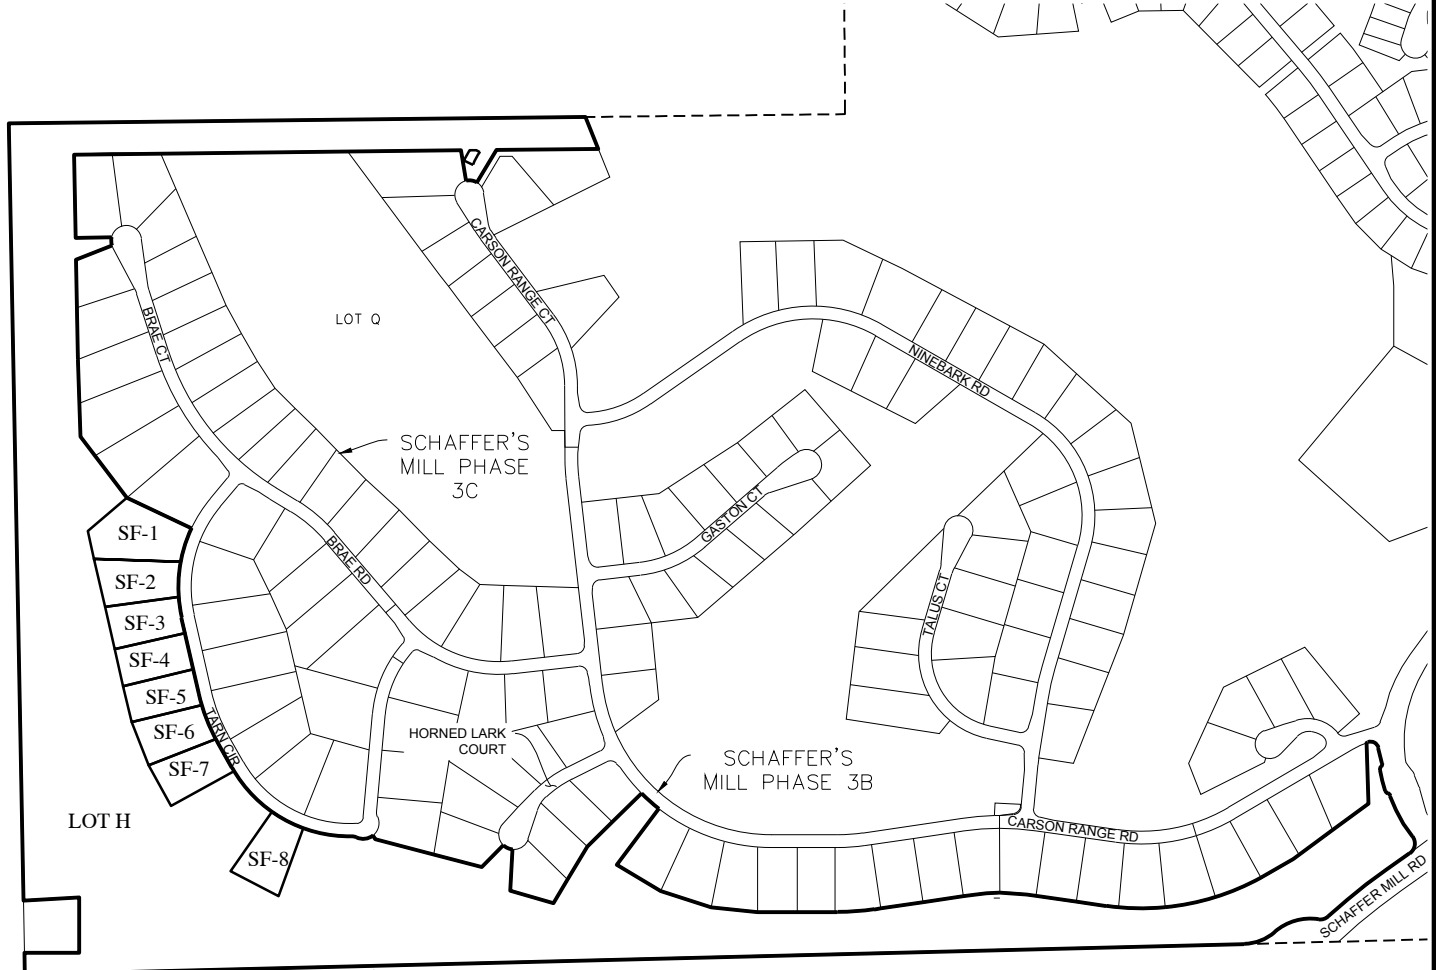 CARSON RANGE CT
BRAE CT
LOT Q
NINEBARK RD
SCHAFFER'S
MILL PHASE
3C
GASTON CT
SF-1
BRAE RD
SF-2
TALUS CT
SF-3
SF-4
SF-5
TARN CIR
SF-6
HORNED LARK
COURT
SF-7
SCHAFFER'S
MILL PHASE 3B
LOT H
CARSON RANGE RD
SF-8
SCHAFFER MILL RD